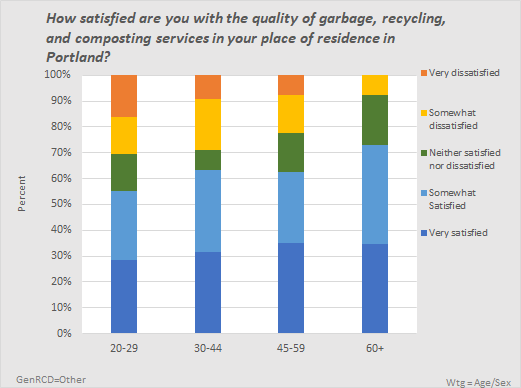 How satisfied are you with the quality of garbage, recycling,
and composting services in your place of residence in
Portland?
100%
90%
80%
70%
60%
50%
40%
30%
20%
10%
0%
Percent
20-29
30-44
45-59
60+
Very dissatisfied
Somewhat
dissatisfied
Neither satisfied
nor dissatisfied
Somewhat
Satisfied
Very satisfied
GenRCD=Other
Wtg = Age/Sex